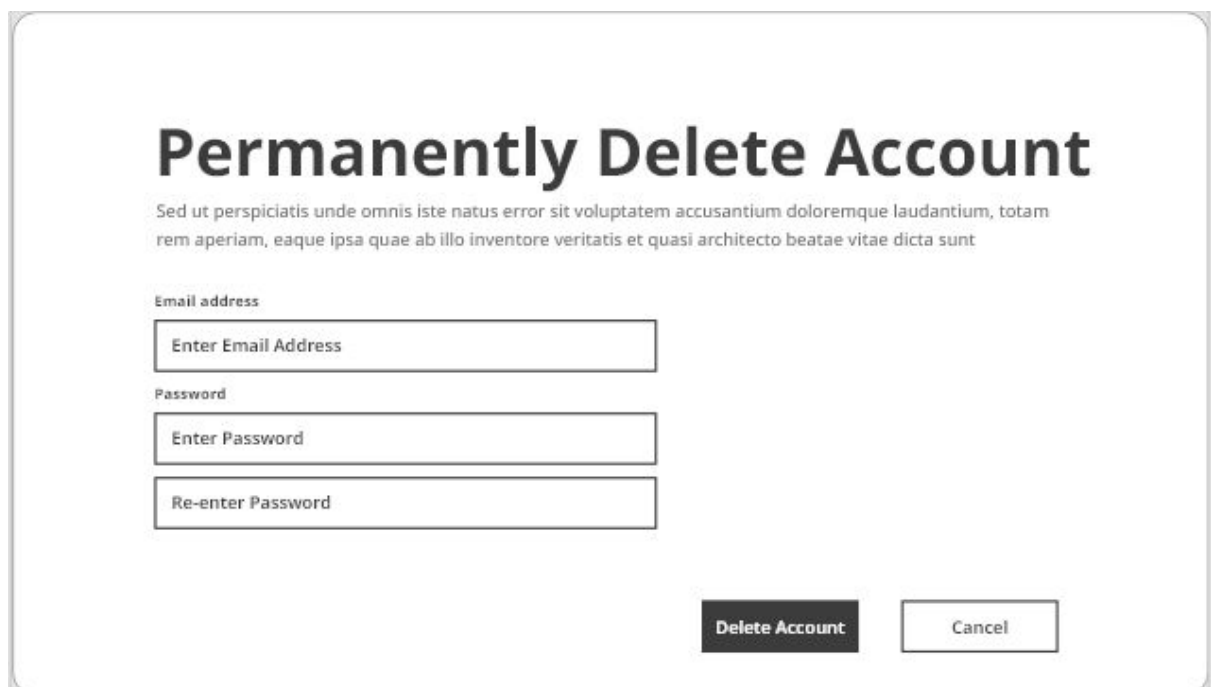 Permanently Delete Account
Sed ut perspiciatis unde omnis iste natus error sit voluptatem accusantium doloremque laudantium, totam
rem aperiam, eaque ipsa quae ab illo inventore veritatis et quasi architecto beatae vitae dicta sunt
Email address
Enter Email Address
Password
Enter Password
Re-enter Password
Delete Account
Cancel